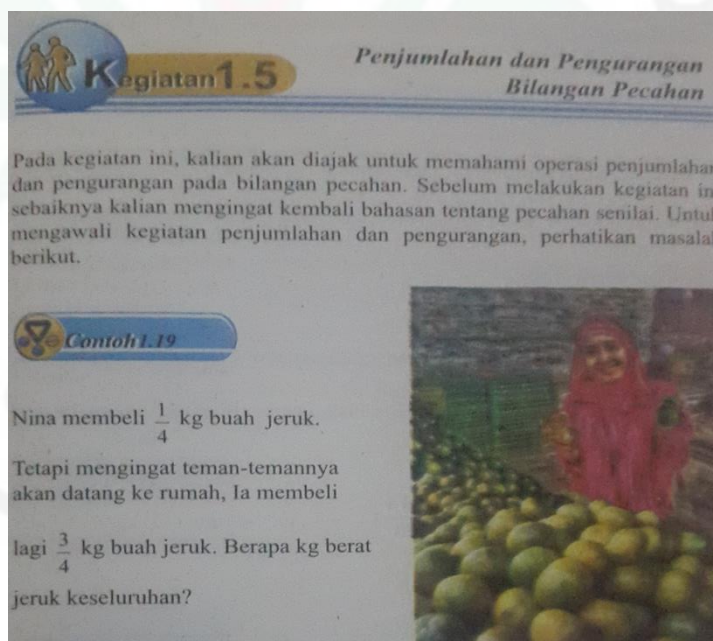 Kegiatan 1.5
Penjumlahan dan Pengurangan
Bilangan Pecahan
Pada kegiatan ini, kalian akan diajak untuk memahami operasi penjumlahan
dan pengurangan pada bilangan pecahan. Sebelum melakukan kegiatan in
sebaiknya kalian mengingat kembali bahasan tentang pecahan senilai. Untu
mengawali kegiatan penjumlahan dan pengurangan, perhatikan masala
berikut.
Contoh 1.19
Nina membeli 1/4 kg buah jeruk.
Tetapi mengingat teman-temannya
akan datang ke rumah, Ia membeli
lagi 3/4 kg buah jeruk. Berapa kg berat
jeruk keseluruhan?